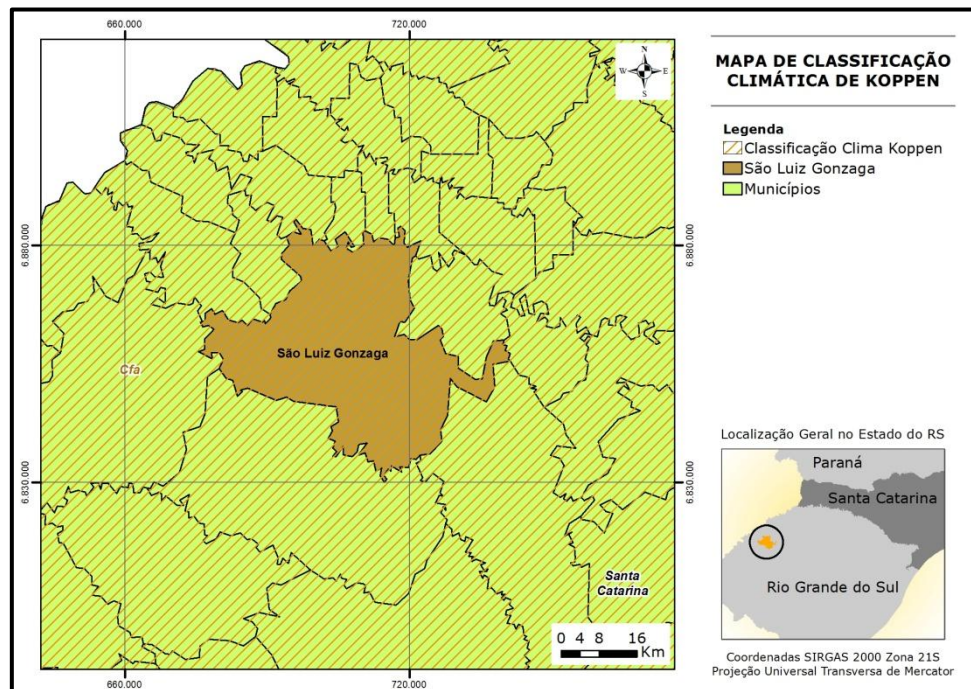 660.000
720.000
N
W E
S
6.880.000
6.880.000
São Luiz Gonzaga
Cfa
6.830.000
6.830.000
Santa
Catarina
0 4 8 16
Km
660.000
720.000
MAPA DE CLASSIFICAÇÃO
CLIMÁTICA DE KOPPEN
Legenda
Classificação Clima Koppen
São Luiz Gonzaga
Municípios
Localização Geral no Estado do RS
Paraná
Santa Catarina
Rio Grande do Sul
Coordenadas SIRGAS 2000 Zona 21S
Projeção Universal Transversa de Mercator